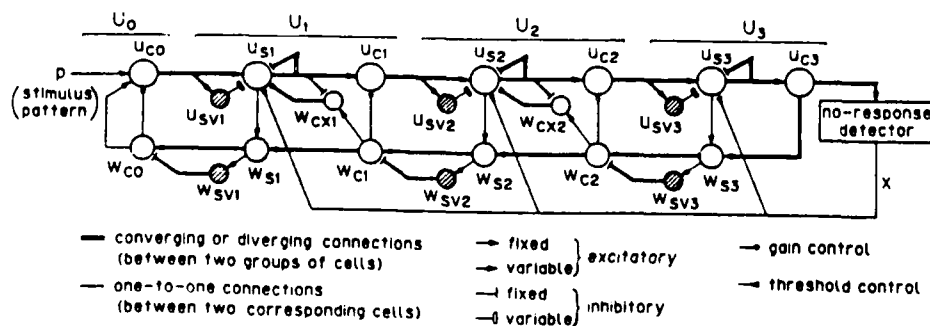 U0 U1 U2 U3
uC0 uS1 uC1 uS2 uC2 uS3 uC3
p
(stimulus pattern)
uSV1 wCX1 uSV2 wCX2 uSV3
no-response detector
wC0 wSV1 wS1 wC1 wSV2 wS2 wC2 wSV3 wS3
x
converging or diverging connections
(between two groups of cells)
one-to-one connections
(between two corresponding cells)
fixed
variable
excitatory
fixed
variable
inhibitory
gain control
threshold control